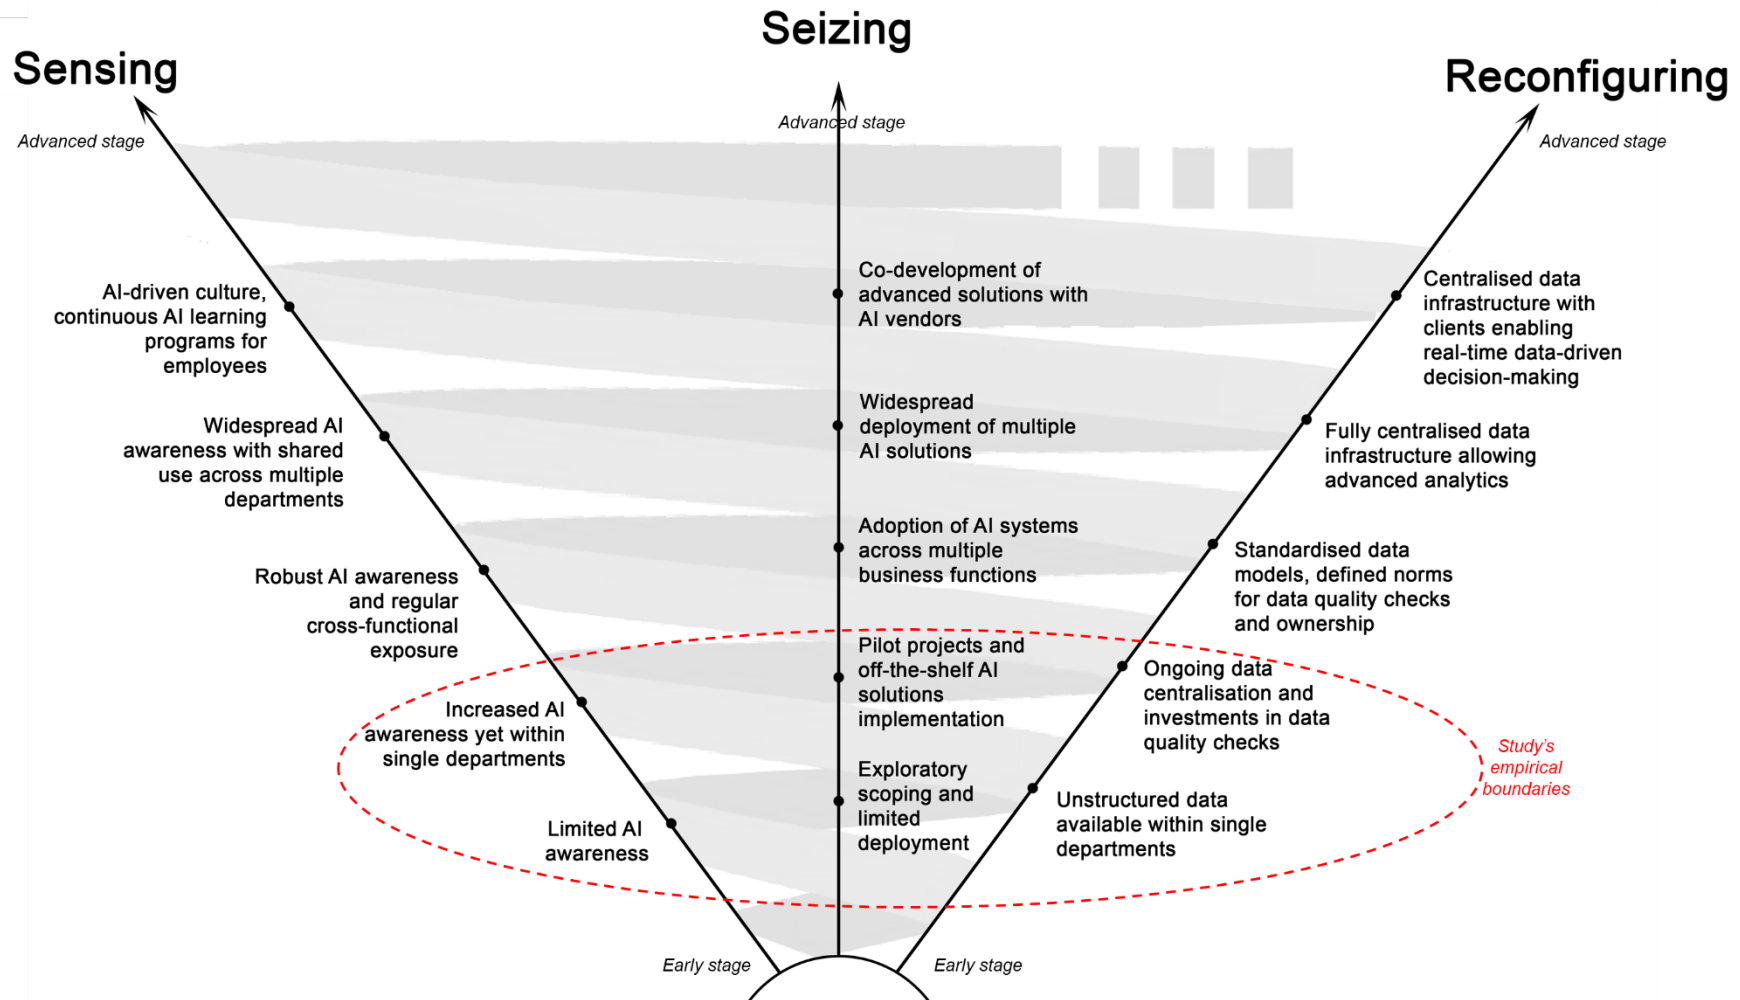 Seizing
Sensing
Reconfiguring
Advanced stage
Advanced stage
Advanced stage
AI-driven culture,
continuous AI learning
programs for
employees
Co-development of
advanced solutions with
AI vendors
Centralised data
infrastructure with
clients enabling
real-time data-driven
decision-making
Widespread AI
awareness with shared
use across multiple
departments
Widespread
deployment of multiple
AI solutions
Fully centralised data
infrastructure allowing
advanced analytics
Robust AI awareness
and regular
cross-functional
exposure
Adoption of AI systems
across multiple
business functions
Standardised data
models, defined norms
for data quality checks
and ownership
Increased AI
awareness yet within
single departments
Pilot projects and
off-the-shelf AI
solutions
implementation
Ongoing data
centralisation and
investments in data
quality checks
Study's
empirical
boundaries
Limited AI
awareness
Exploratory
scoping and
limited
deployment
Unstructured data
available within single
departments
Early stage
Early stage